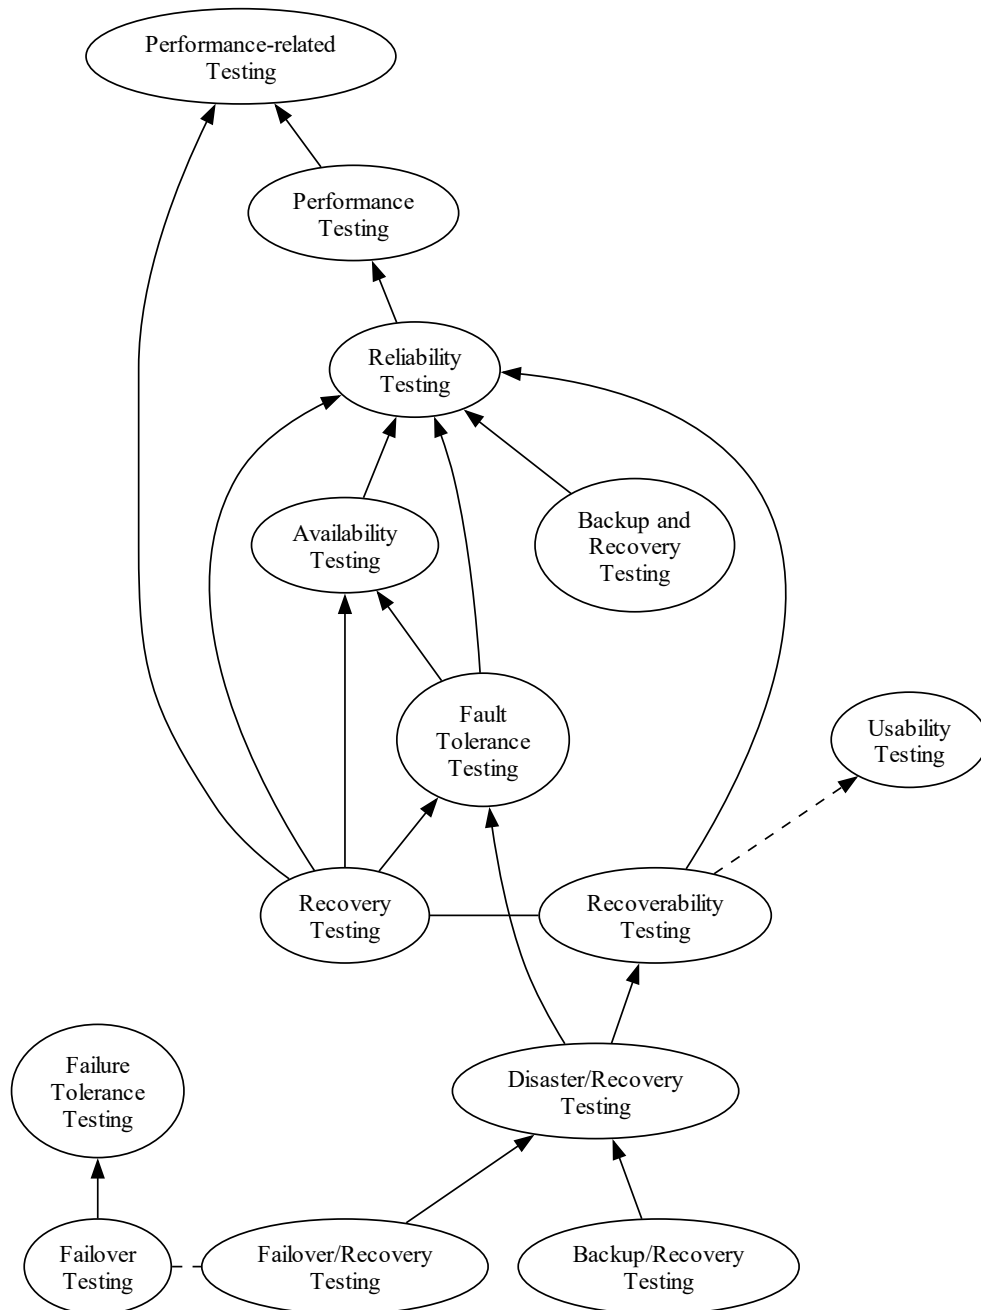 Performance-related
Testing
Performance
Testing
Reliability
Testing
Availability
Testing
Backup and
Recovery
Testing
Fault
Tolerance
Testing
Usability
Testing
Recovery
Testing
Recoverability
Testing
Failure
Tolerance
Testing
Disaster/Recovery
Testing
Failover
Testing
Failover/Recovery
Testing
Backup/Recovery
Testing